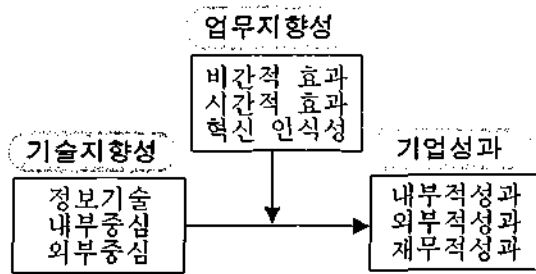 업무지향성
비간적 효과
시간적 효과
혁신 인식성
기술지향성
정보기술
내부중심
외부중심
기업성과
내부적성과
외부적성과
재무적성과